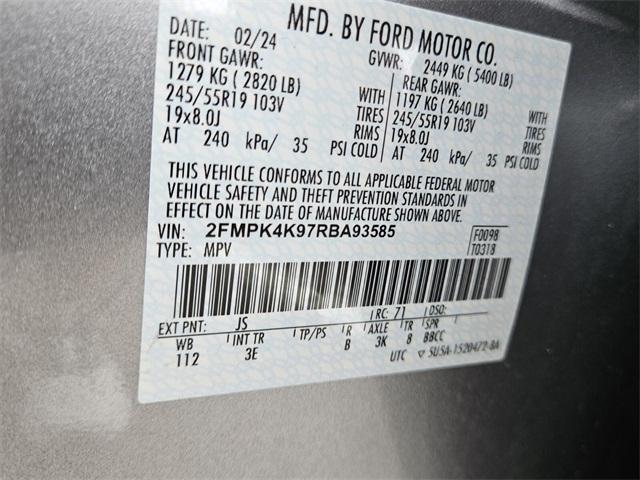 MFD. BY FORD MOTOR CO.
DATE: 02/24 GVWR: 2449 KG (5400 LB)
FRONT GAWR: REAR GAWR:
1279 KG (2820 LB) WITH 1197 KG (2640 LB) WITH
245/55R19 103V TIRES 245/55R19 103V TIRES
19x8.0J RIMS 19x8.0J RIMS
AT 240 kPa/ 35 PSI COLD AT 240 kPa/ 35 PSI COLD
THIS VEHICLE CONFORMS TO ALL APPLICABLE FEDERAL MOTOR
VEHICLE SAFETY AND THEFT PREVENTION STANDARDS IN
EFFECT ON THE DATE OF MANUFACTURE SHOWN ABOVE.
VIN: 2FMPK4K97RBA93585 F0098
TYPE: MPV T0318
EXT PNT: JS RC: 71 DSO:
WB INT TR TP/PS R AXLE TR SPR
112 3E B 3K 8 BBCC
UTC ▽ SU5A-1520472-BA